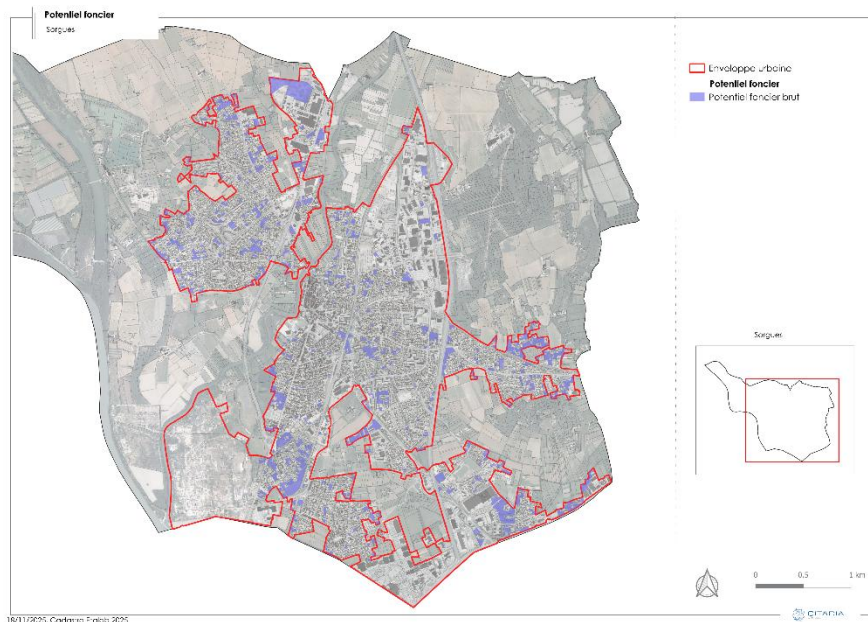 Potentiel foncier
Sorgues
Enveloppe urbaine
Potentiel foncier
Potentiel foncier brut
Sorgues
0 0.5 1 km
18/11/2025, Cadastre Etalab 2025
CITADIA